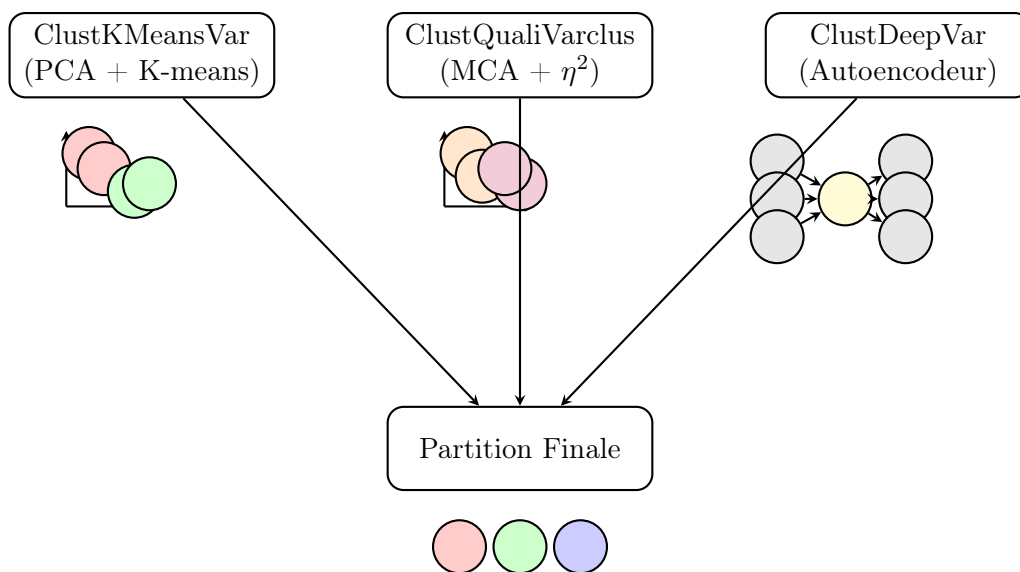 ClustKMeansVar
(PCA + K-means)
ClustQualiVarclus
(MCA + η²)
ClustDeepVar
(Autoencodeur)
Partition Finale